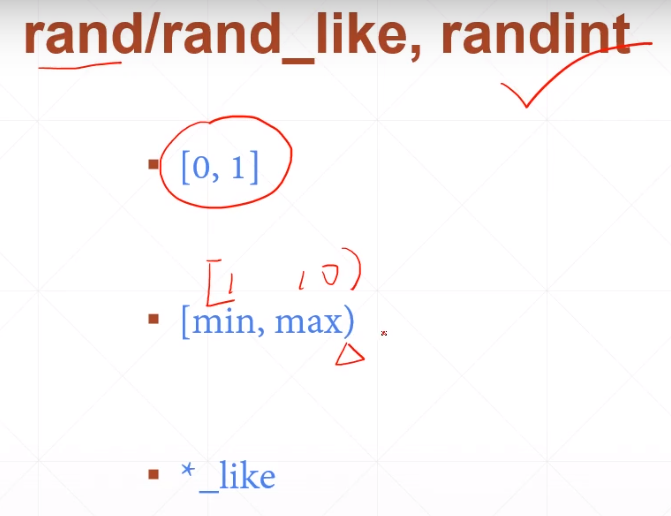 rand/rand_like, randint
[0, 1]
[1 10)
[min, max)
*_like